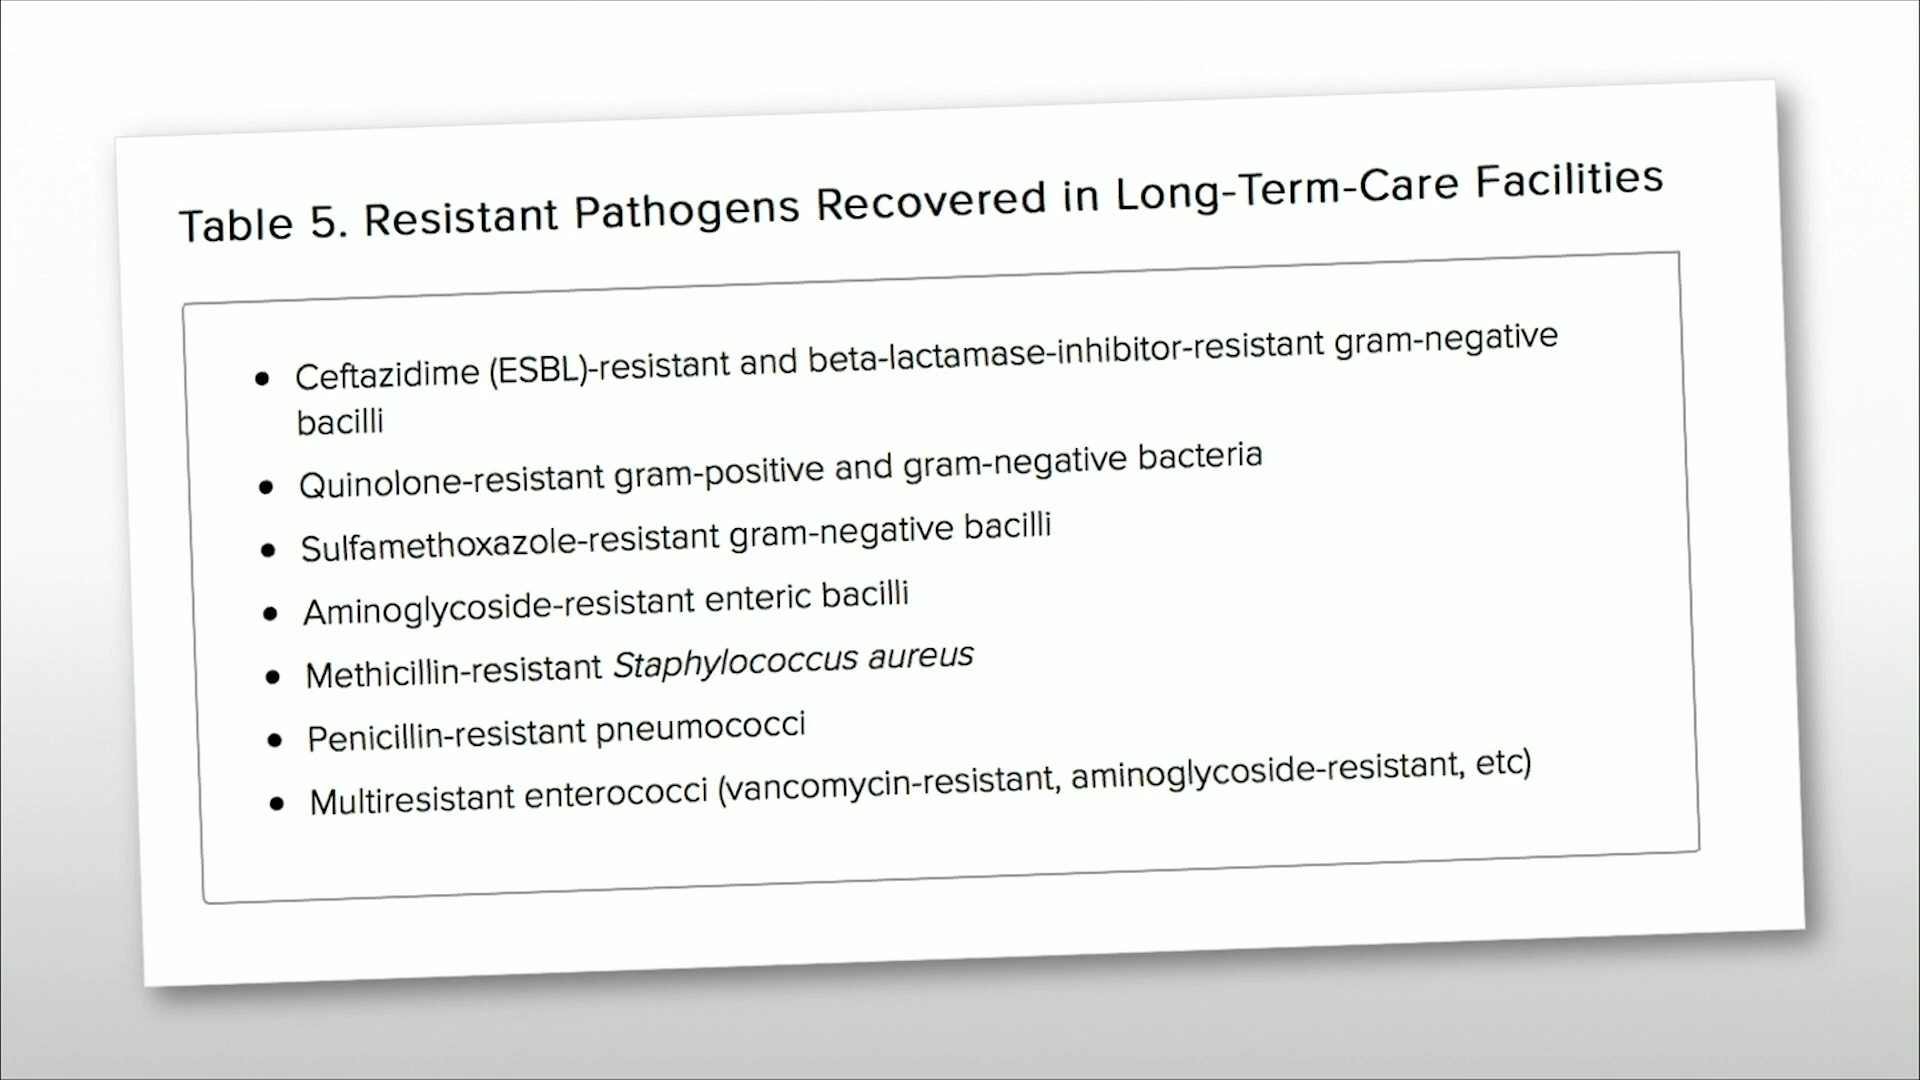 Table 5. Resistant Pathogens Recovered in Long-Term-Care Facilities
• Ceftazidime (ESBL)-resistant and beta-lactamase-inhibitor-resistant gram-negative
bacilli
• Quinolone-resistant gram-positive and gram-negative bacteria
• Sulfamethoxazole-resistant gram-negative bacilli
• Aminoglycoside-resistant enteric bacilli
• Methicillin-resistant Staphylococcus aureus
• Penicillin-resistant pneumococci
• Multiresistant enterococci (vancomycin-resistant, aminoglycoside-resistant, etc)